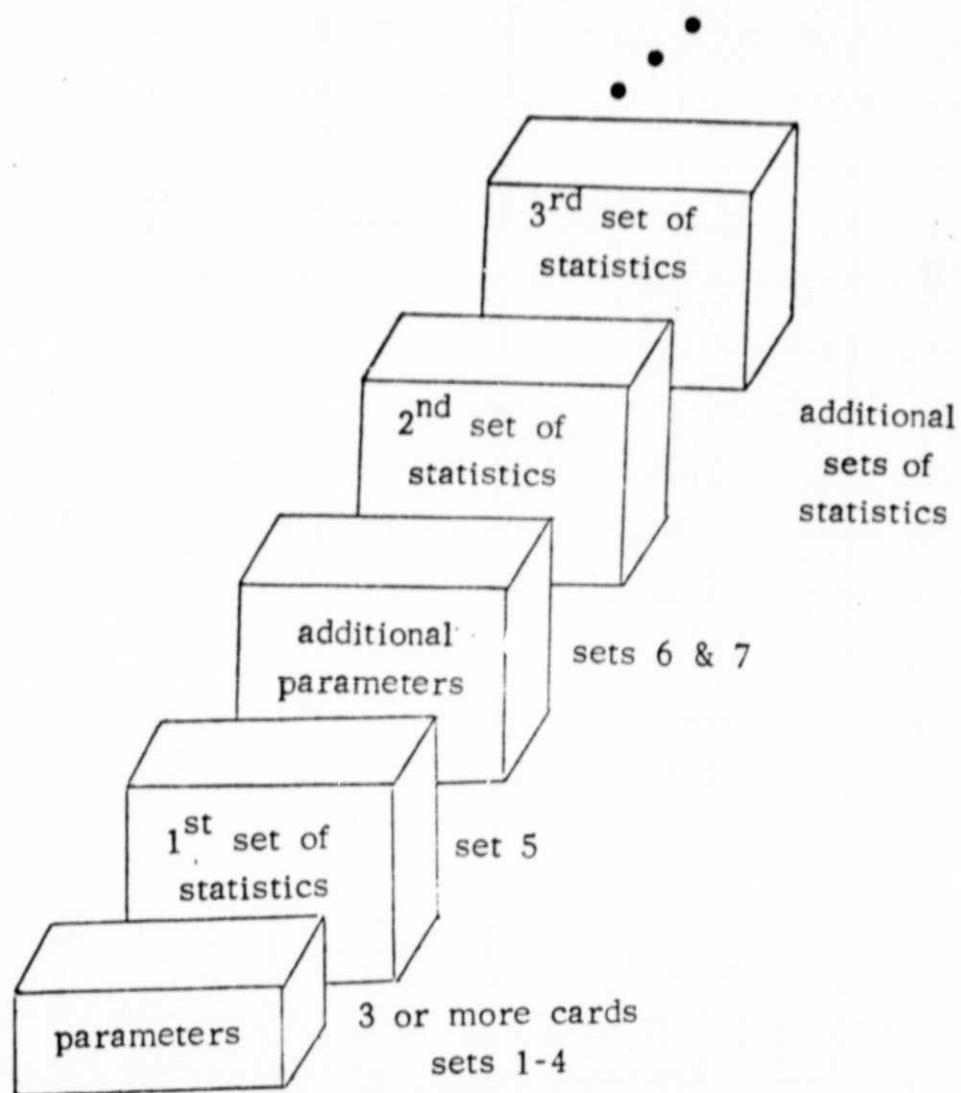 3rd set of
statistics
2nd set of
statistics
additional
sets of
statistics
additional
parameters
sets 6 & 7
1st set of
statistics
set 5
parameters
3 or more cards
sets 1-4